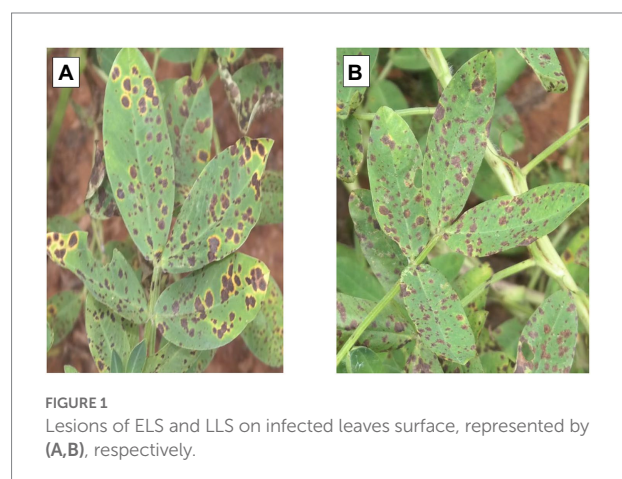 A
B
FIGURE 1
Lesions of ELS and LLS on infected leaves surface, represented by
(A,B), respectively.